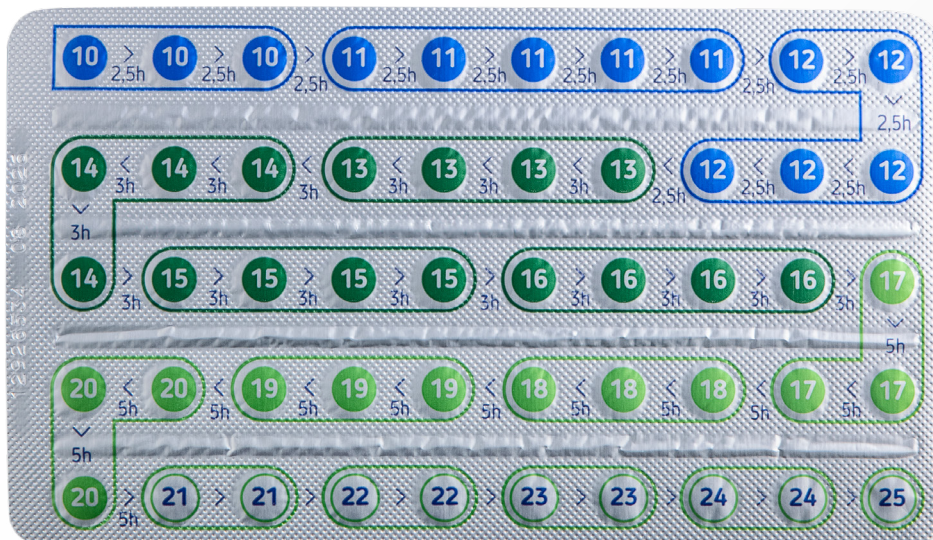 10 > 10 > 10 > 11 > 11 > 11 > 11 > 11 > 12 > 12
2,5h 2,5h 2,5h 2,5h 2,5h 2,5h 2,5h 2,5h 2,5h
2,5h
14 < 14 < 14 < 13 < 13 < 13 < 13 < 12 < 12 < 12
3h 3h 3h 3h 3h 3h 2,5h 2,5h 2,5h
3h
14 > 15 > 15 > 15 > 15 > 16 > 16 > 16 > 16 > 17
3h 3h 3h 3h 3h 3h 3h 3h 3h
5h
20 < 20 < 19 < 19 < 19 < 18 < 18 < 18 < 17 < 17
5h 5h 5h 5h 5h 5h 5h 5h 5h
5h
20 > 21 > 21 > 22 > 22 > 23 > 23 > 24 > 24 > 25
5h